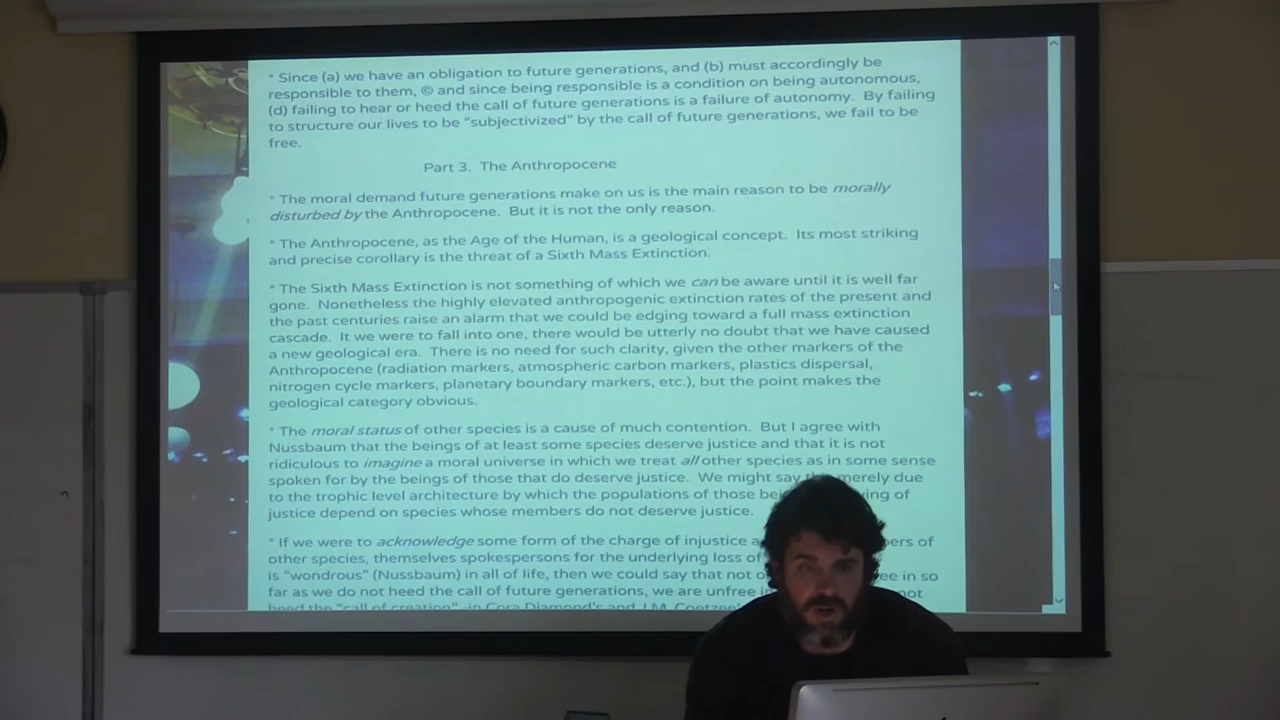 * Since (a) we have an obligation to future generations, and (b) must accordingly be
responsible to them, © and since being responsible is a condition on being autonomous,
(d) failing to hear or heed the call of future generations is a failure of autonomy. By failing
to structure our lives to be "subjectivized" by the call of future generations, we fail to be
free.
Part 3. The Anthropocene
* The moral demand future generations make on us is the main reason to be morally
disturbed by the Anthropocene. But it is not the only reason.
* The Anthropocene, as the Age of the Human, is a geological concept. Its most striking
and precise corollary is the threat of a Sixth Mass Extinction.
* The Sixth Mass Extinction is not something of which we can be aware until it is well far
gone. Nonetheless the highly elevated anthropogenic extinction rates of the present and
the past centuries raise an alarm that we could be edging toward a full mass extinction
cascade. It we were to fall into one, there would be utterly no doubt that we have caused
a new geological era. There is no need for such clarity, given the other markers of the
Anthropocene (radiation markers, atmospheric carbon markers, plastics dispersal,
nitrogen cycle markers, planetary boundary markers, etc.), but the point makes the
geological category obvious.
* The moral status of other species is a cause of much contention. But I agree with
Nussbaum that the beings of at least some species deserve justice and that it is not
ridiculous to imagine a moral universe in which we treat all other species as in some sense
spoken for by the beings of those that do deserve justice. We might say merely due
to the trophic level architecture by which the populations of those of
justice depend on species whose members do not deserve justice.
* If we were to acknowledge some form of the charge of injustice of
other species, themselves spokespersons for the underlying loss of
is "wondrous" (Nussbaum) in all of life, then we could say that not in so
far as we do not heed the call of future generations, we are unfree not
heed the "call of creation", in Cora Diamond's and J.M. Coetzee's